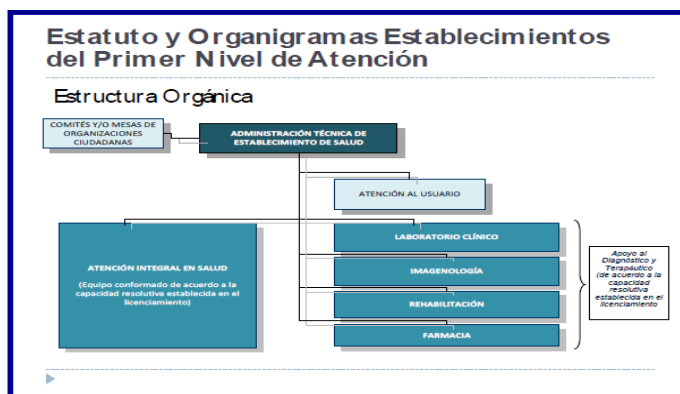 Estatuto y Organigramas Establecimientos
del Primer Nivel de Atención
Estructura Orgánica
COMITÉS Y/O MESAS DE
ORGANIZACIONES
CIUDADANAS
ADMINISTRACIÓN TÉCNICA DE
ESTABLECIMIENTO DE SALUD
ATENCIÓN AL USUARIO
ATENCIÓN INTEGRAL EN SALUD
(Equipo conformado de acuerdo a la
capacidad resolutiva establecida en el
licenciamiento)
LABORATORIO CLÍNICO
IMAGENOLOGÍA
REHABILITACIÓN
FARMACIA
Apoyo al
Diagnóstico y
Terapéutico
(de acuerdo a la
capacidad
resolutiva
establecida en el
licenciamiento